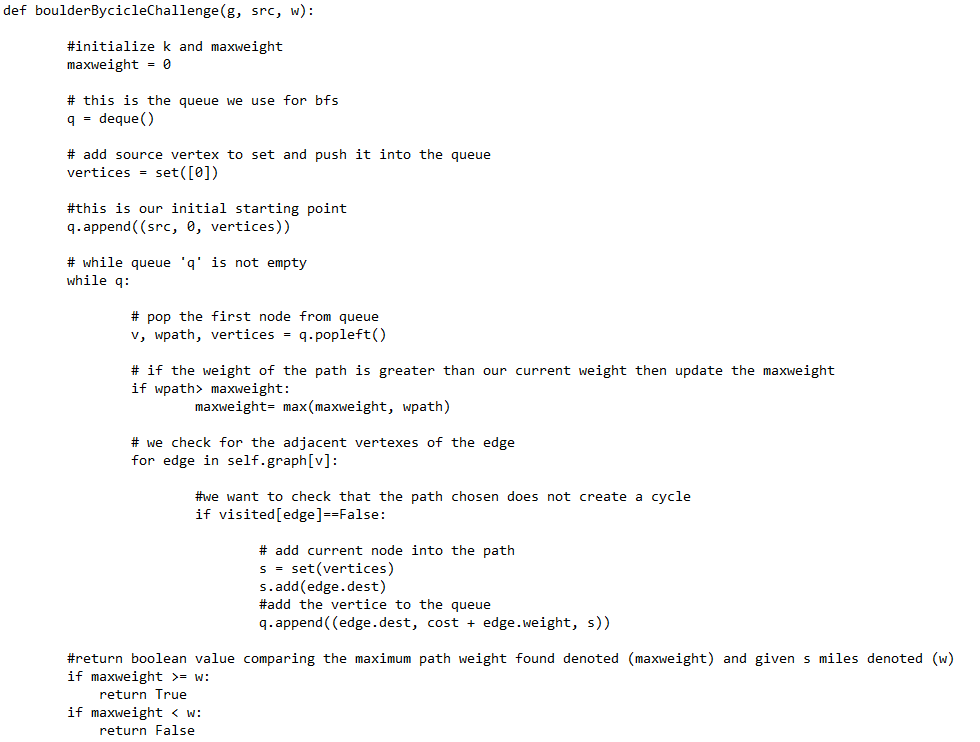 def boulderBycicleChallenge(g, src, w):
#initialize k and maxweight
maxweight = 0
# this is the queue we use for bfs
q = deque()
# add source vertex to set and push it into the queue
vertices = set([0])
#this is our initial starting point
q.append((src, 0, vertices))
# while queue 'q' is not empty
while q:
# pop the first node from queue
v, wpath, vertices = q.popleft()
# if the weight of the path is greater than our current weight then update the maxweight
if wpath> maxweight:
maxweight= max(maxweight, wpath)
# we check for the adjacent vertexes of the edge
for edge in self.graph[v]:
#we want to check that the path chosen does not create a cycle
if visited[edge]==False:
# add current node into the path
s = set(vertices)
s.add(edge.dest)
#add the vertice to the queue
q.append((edge.dest, cost + edge.weight, s))
#return boolean value comparing the maximum path weight found denoted (maxweight) and given s miles denoted (w)
if maxweight >= w:
return True
if maxweight < w:
return False